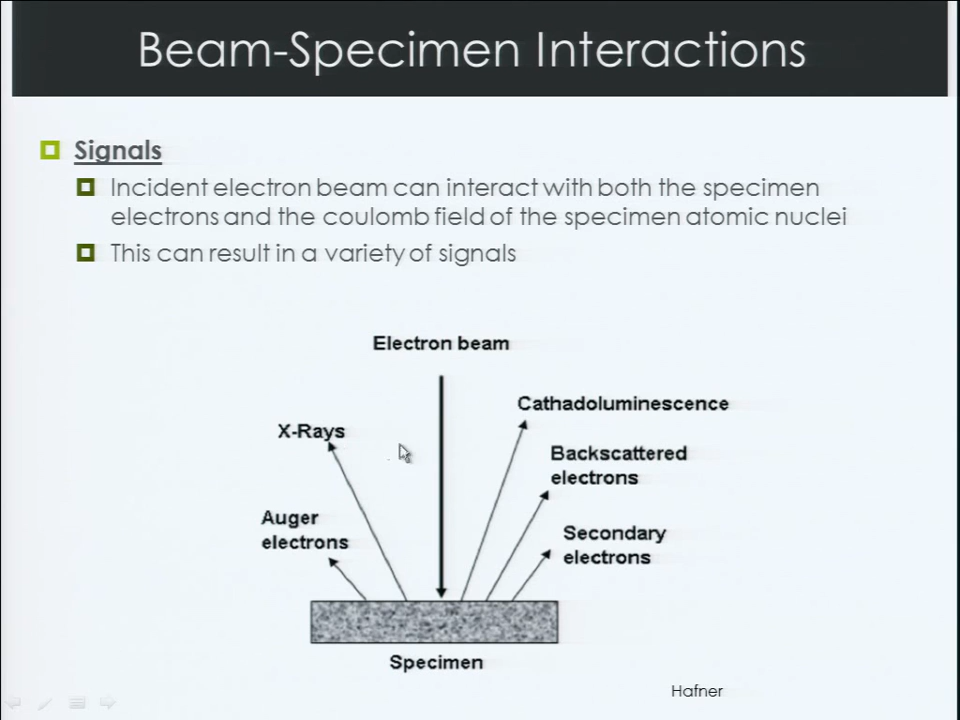 Beam-Specimen Interactions
Signals
Incident electron beam can interact with both the specimen
electrons and the coulomb field of the specimen atomic nuclei
This can result in a variety of signals
Electron beam
Cathadoluminescence
X-Rays
Backscattered
electrons
Auger
electrons
Secondary
electrons
Specimen
Hafner